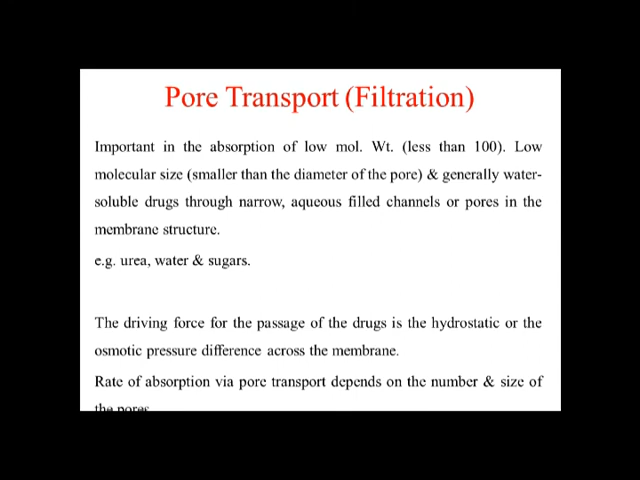 Pore Transport (Filtration)
Important in the absorption of low mol. Wt. (less than 100). Low
molecular size (smaller than the diameter of the pore) & generally water-
soluble drugs through narrow, aqueous filled channels or pores in the
membrane structure.
e.g. urea, water & sugars.
The driving force for the passage of the drugs is the hydrostatic or the
osmotic pressure difference across the membrane.
Rate of absorption via pore transport depends on the number & size of
the pores